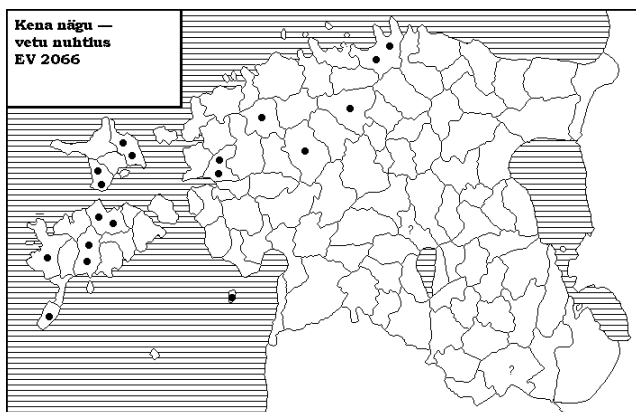 Kena nägu —
vetu nuhtlus
EV 2066
?
?